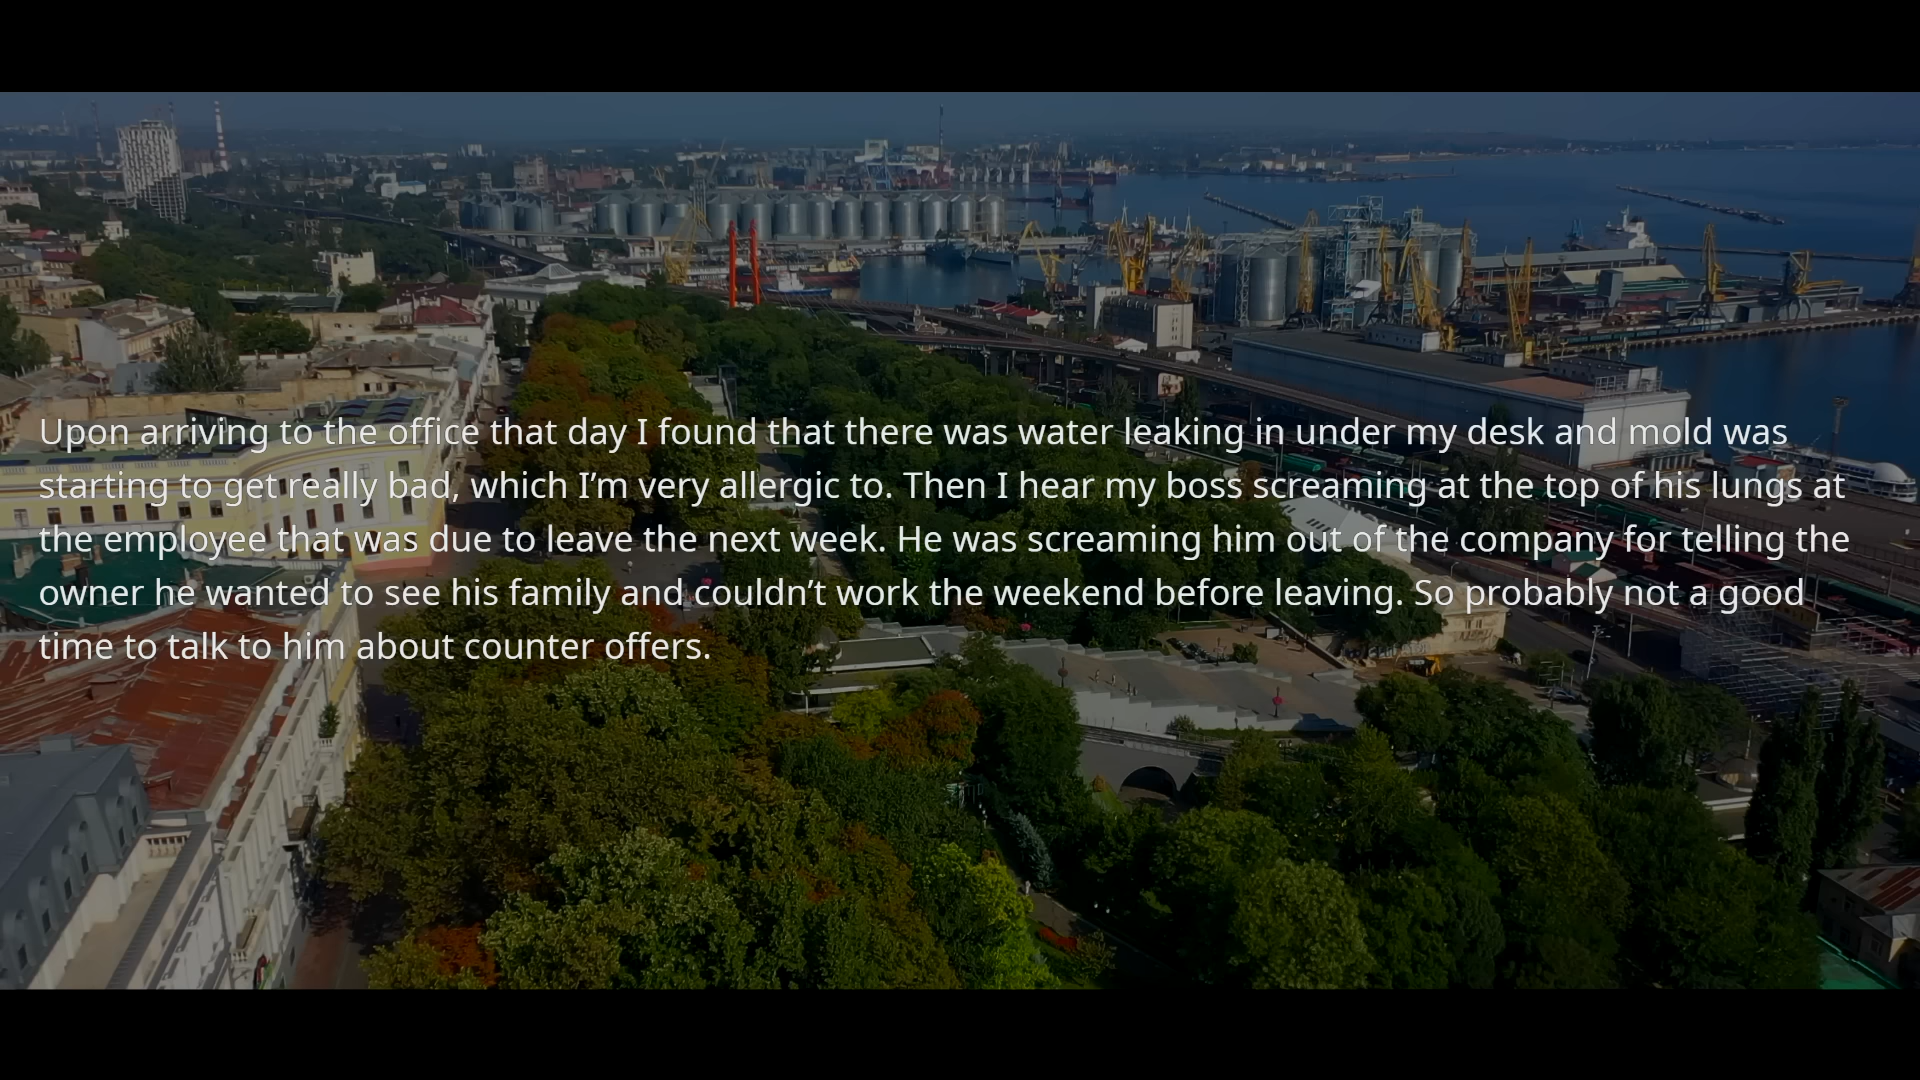 Upon arriving to the office that day I found that there was water leaking in under my desk and mold was
starting to get really bad, which I’m very allergic to. Then I hear my boss screaming at the top of his lungs at
the employee that was due to leave the next week. He was screaming him out of the company for telling the
owner he wanted to see his family and couldn’t work the weekend before leaving. So probably not a good
time to talk to him about counter offers.